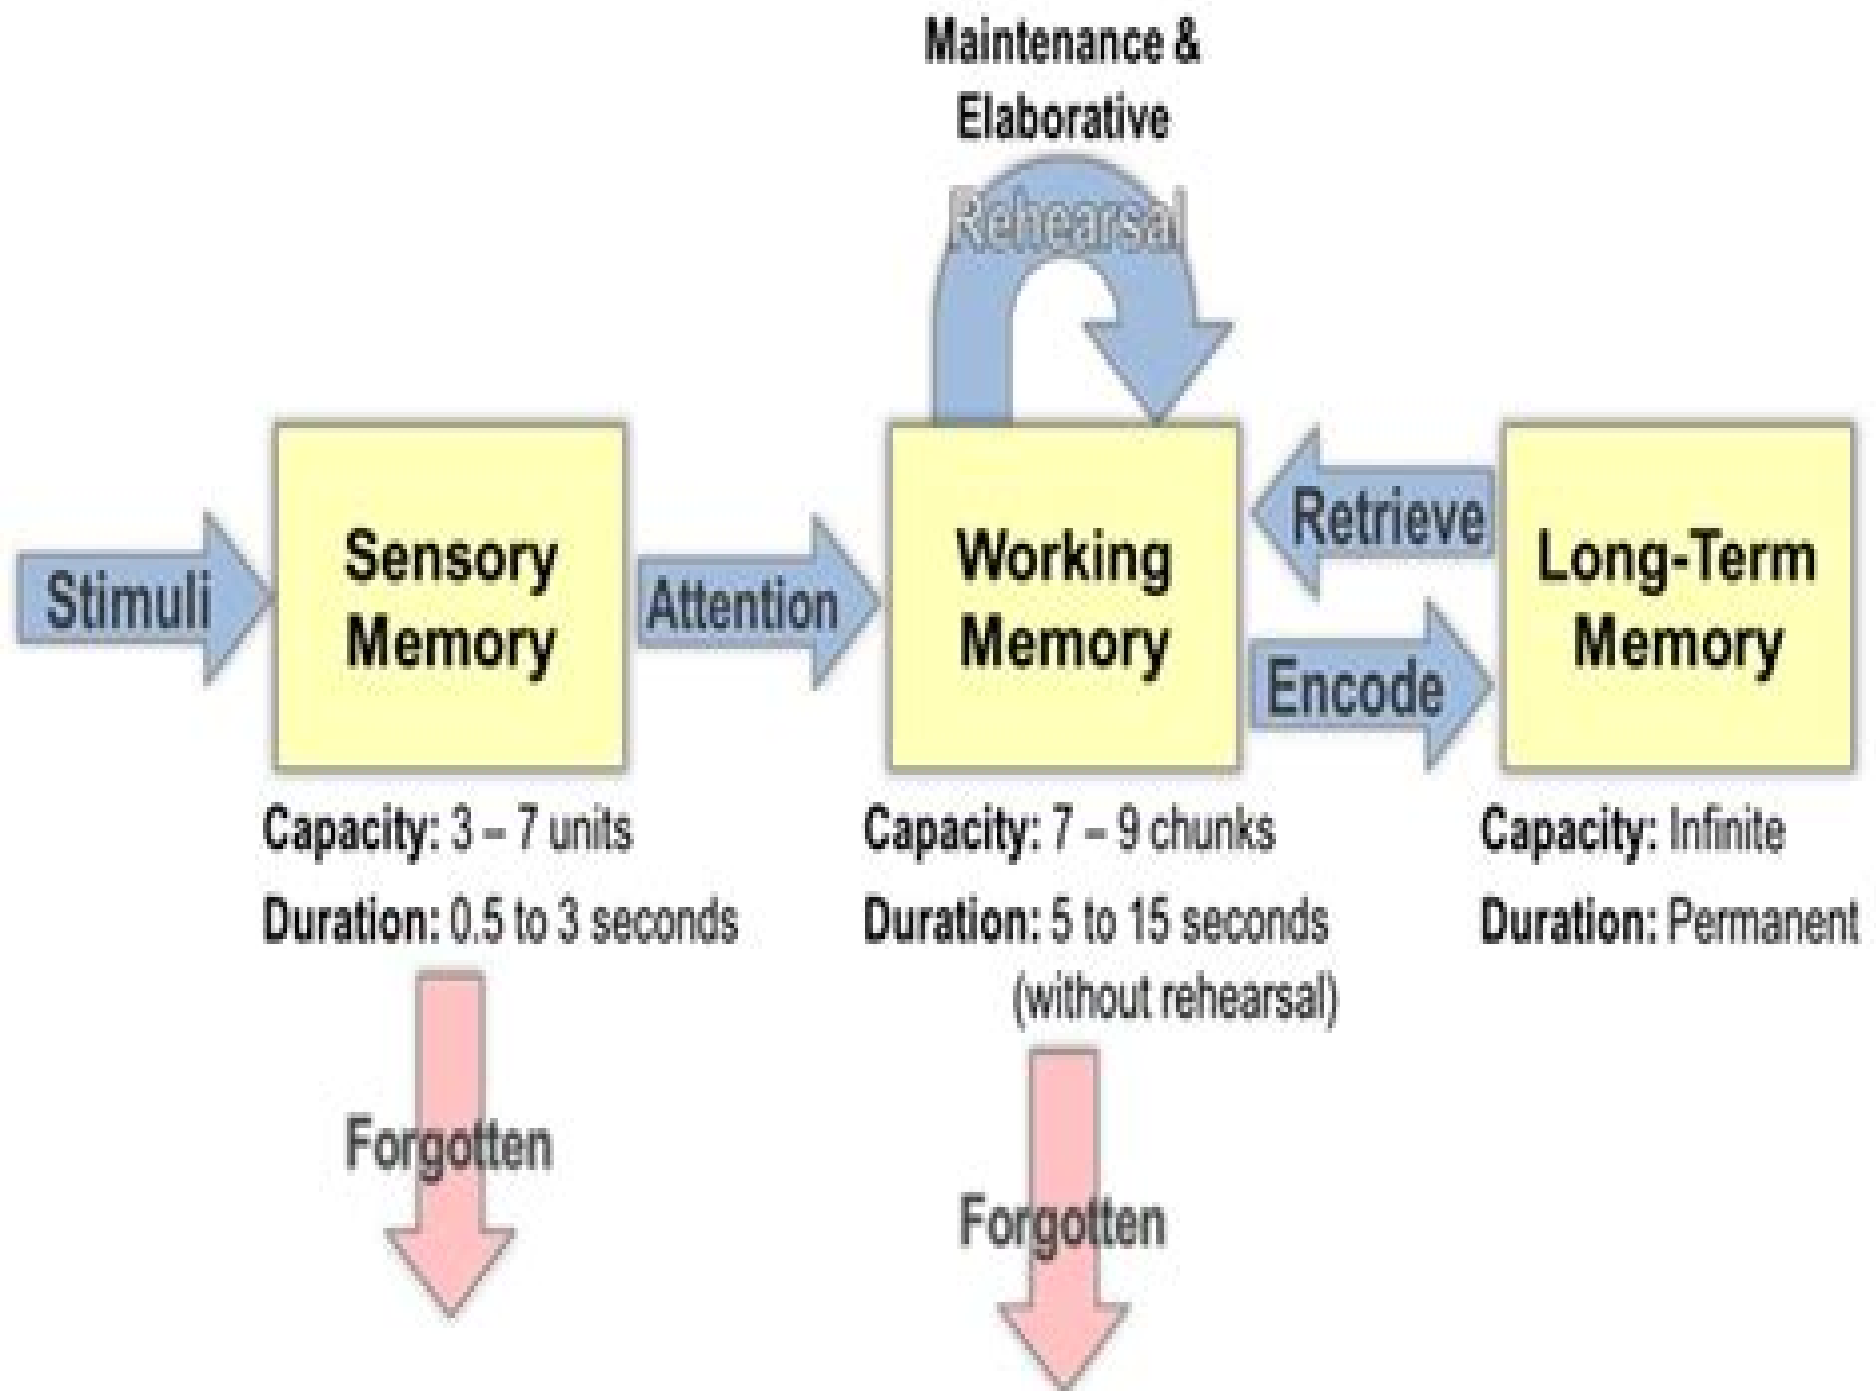 Maintenance &
Elaborative
Rehearsal
Stimuli
Sensory
Memory
Attention
Working
Memory
Retrieve
Encode
Long-Term
Memory
Capacity: 3 – 7 units
Duration: 0.5 to 3 seconds
Forgotten
Capacity: 7 – 9 chunks
Duration: 5 to 15 seconds
(without rehearsal)
Forgotten
Capacity: Infinite
Duration: Permanent